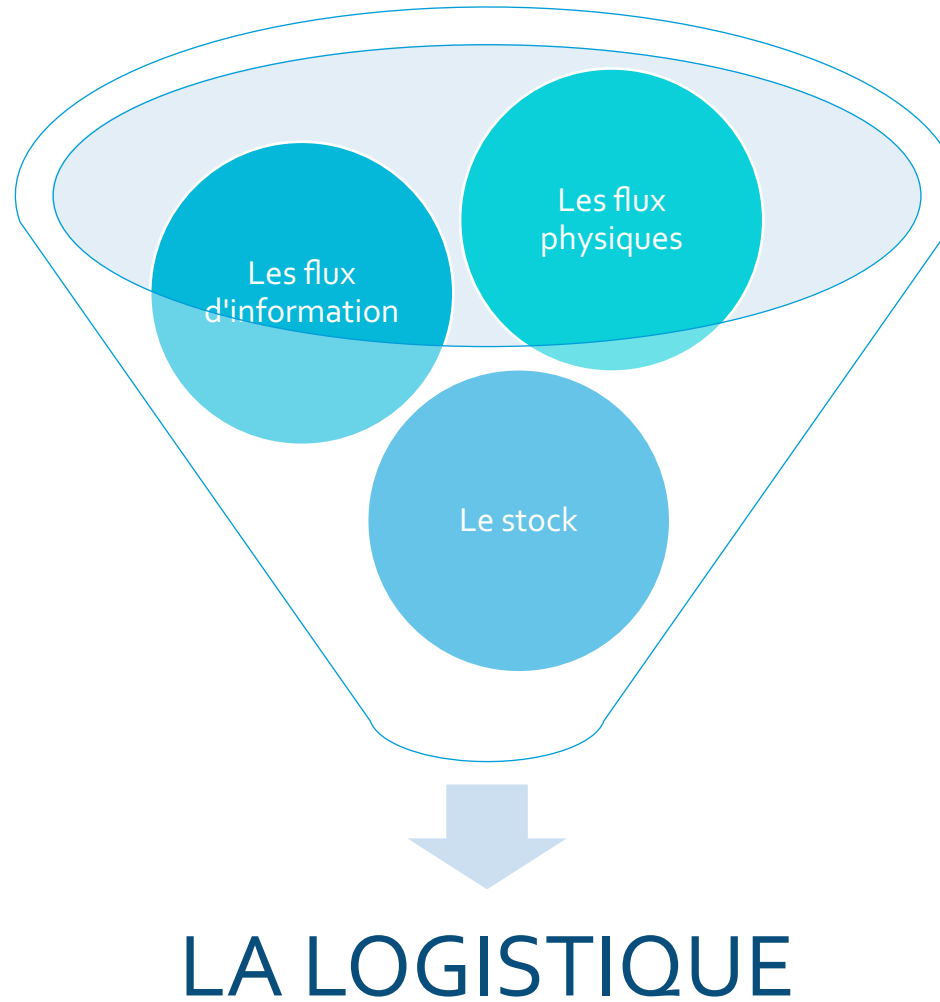 Les flux
physiques
Les flux
d'information
Le stock
LA LOGISTIQUE